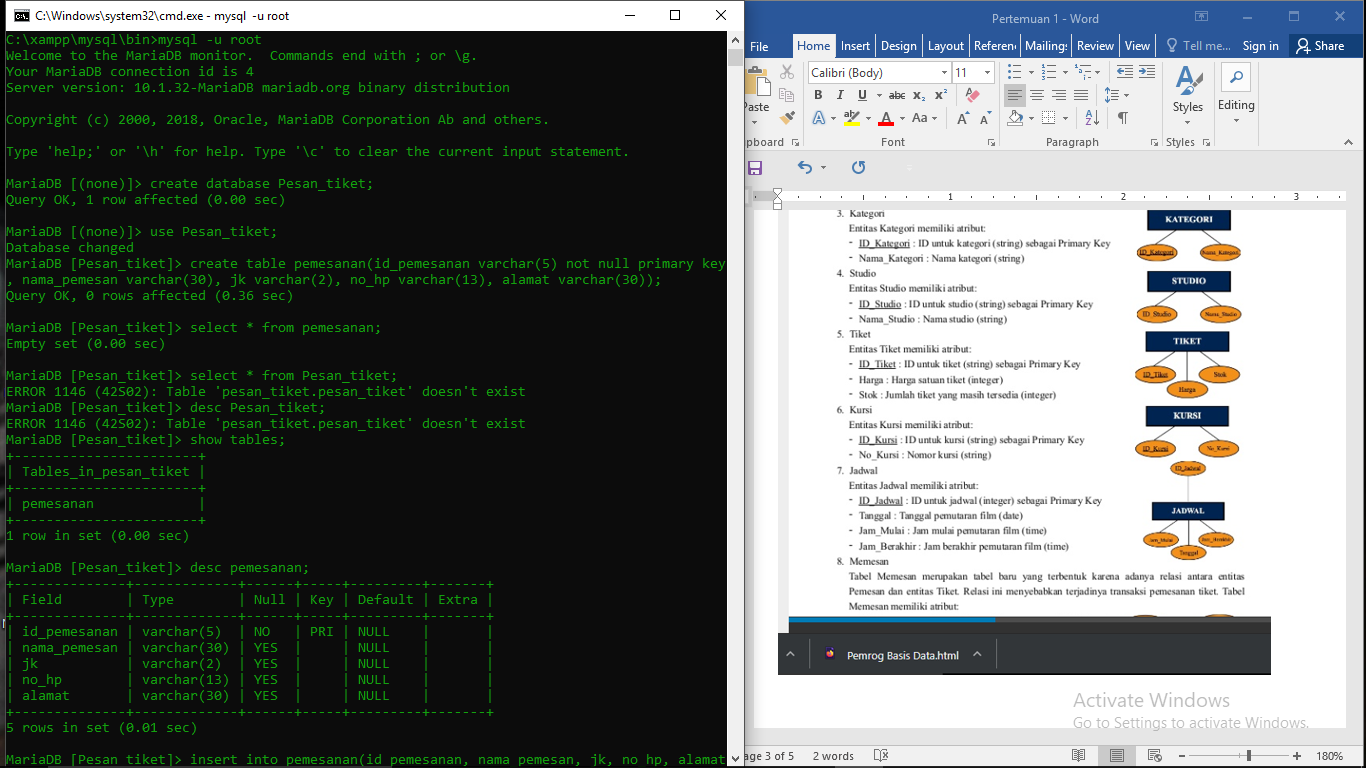 C:\Windows\system32\cmd.exe - mysql -u root
C:\xampp\mysql\bin>mysql -u root
Welcome to the MariaDB monitor.  Commands end with ; or \g.
Your MariaDB connection id is 4
Server version: 10.1.32-MariaDB mariadb.org binary distribution
Copyright (c) 2000, 2018, Oracle, MariaDB Corporation Ab and others.
Type 'help;' or '\h' for help. Type '\c' to clear the current input statement.
MariaDB [(none)]> create database Pesan_tiket;
Query OK, 1 row affected (0.00 sec)
MariaDB [(none)]> use Pesan_tiket;
Database changed
MariaDB [Pesan_tiket]> create table pemesanan(id_pemesanan varchar(5) not null primary key
, nama_pemesan varchar(30), jk varchar(2), no_hp varchar(13), alamat varchar(30));
Query OK, 0 rows affected (0.36 sec)
MariaDB [Pesan_tiket]> select * from pemesanan;
Empty set (0.00 sec)
MariaDB [Pesan_tiket]> select * from Pesan_tiket;
ERROR 1146 (42S02): Table 'pesan_tiket.pesan_tiket' doesn't exist
MariaDB [Pesan_tiket]> desc Pesan_tiket;
ERROR 1146 (42S02): Table 'pesan_tiket.pesan_tiket' doesn't exist
MariaDB [Pesan_tiket]> show tables;
+-----------------------+
| Tables_in_pesan_tiket |
+-----------------------+
| pemesanan             |
+-----------------------+
1 row in set (0.00 sec)
MariaDB [Pesan_tiket]> desc pemesanan;
+--------------+-------------+------+-----+---------+-------+
| Field        | Type        | Null | Key | Default | Extra |
+--------------+-------------+------+-----+---------+-------+
| id_pemesanan | varchar(5)  | NO   | PRI | NULL    |       |
| nama_pemesan | varchar(30) | YES  |     | NULL    |       |
| jk           | varchar(2)  | YES  |     | NULL    |       |
| no_hp        | varchar(13) | YES  |     | NULL    |       |
| alamat       | varchar(30) | YES  |     | NULL    |       |
+--------------+-------------+------+-----+---------+-------+
5 rows in set (0.01 sec)
MariaDB [Pesan_tiket]> insert into pemesanan(id_pemesanan, nama_pemesan, jk, no_hp, alamat
Pertemuan 1 - Word
File Home Insert Design Layout Referen Mailings Review View Tell me... Sign in Share
Paste
Calibri (Body) 11
B I U abc x₂ x²
A ab A Aa A A
Styles
Editing
pboard Font Paragraph Styles
1 2 3
3. Kategori
Entitas Kategori memiliki atribut:
- ID_Kategori : ID untuk kategori (string) sebagai Primary Key
- Nama_Kategori : Nama kategori (string)
KATEGORI
ID_Kategori Nama_Kategori
4. Studio
Entitas Studio memiliki atribut:
- ID_Studio : ID untuk studio (string) sebagai Primary Key
- Nama_Studio : Nama studio (string)
STUDIO
ID_Studio Nama_Studio
5. Tiket
Entitas Tiket memiliki atribut:
- ID_Tiket : ID untuk tiket (string) sebagai Primary Key
- Harga : Harga satuan tiket (integer)
- Stok : Jumlah tiket yang masih tersedia (integer)
TIKET
ID_Tiket Stok
Harga
6. Kursi
Entitas Kursi memiliki atribut:
- ID_Kursi : ID untuk kursi (string) sebagai Primary Key
- No_Kursi : Nomor kursi (string)
KURSI
ID_Kursi No_Kursi
7. Jadwal
Entitas Jadwal memiliki atribut:
- ID_Jadwal : ID untuk jadwal (integer) sebagai Primary Key
- Tanggal : Tanggal pemutaran film (date)
- Jam_Mulai : Jam mulai pemutaran film (time)
- Jam_Berakhir : Jam berakhir pemutaran film (time)
ID_Jadwal
JADWAL
Jam_Mulai Jam_Berakhir
Tanggal
8. Memesan
Tabel Memesan merupakan tabel baru yang terbentuk karena adanya relasi antara entitas
Pemesan dan entitas Tiket. Relasi ini menyebabkan terjadinya transaksi pemesanan tiket. Tabel
Memesan memiliki atribut:
Pemrog Basis Data.html
Activate Windows
Go to Settings to activate Windows.
age 3 of 5 2 words 180%